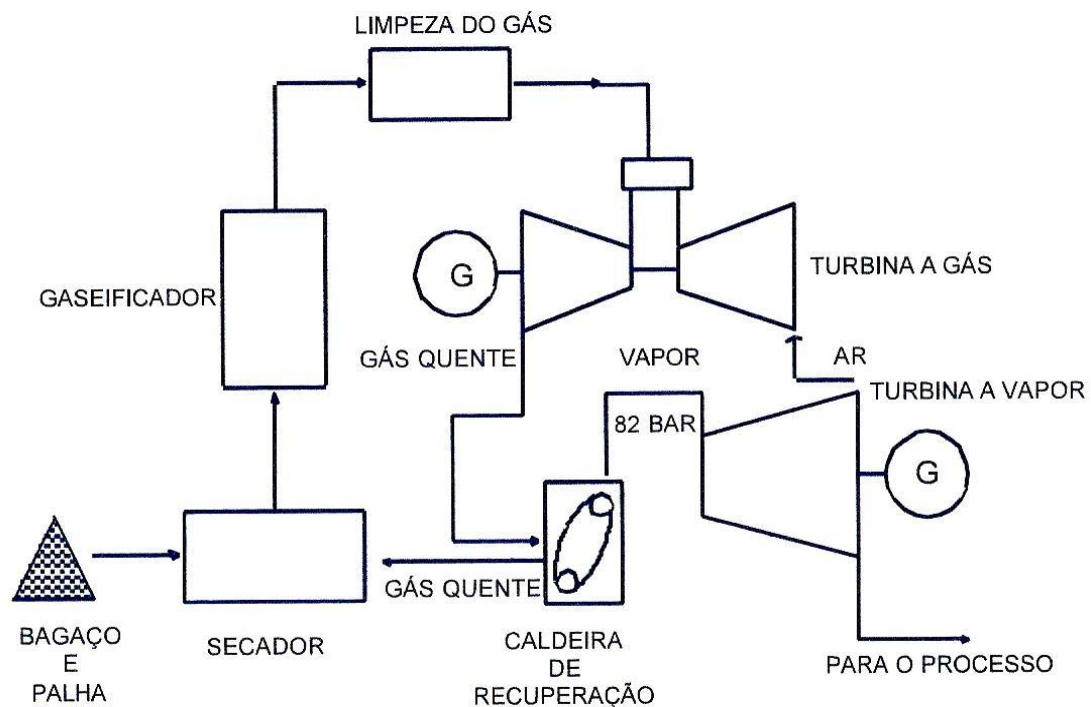 LIMPEZA DO GÁS
GASEIFICADOR
G
TURBINA A GÁS
GÁS QUENTE
VAPOR
AR
TURBINA A VAPOR
82 BAR
G
GÁS QUENTE
BAGAÇO
E
PALHA
SECADOR
CALDEIRA
DE
RECUPERAÇÃO
PARA O PROCESSO